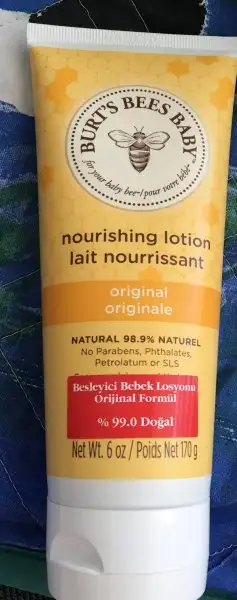 BURT'S BEES BABY
for your baby bee • / pour votre bébé •
nourishing lotion
lait nourrissant
original
originale
NATURAL 98.9% NATUREL
No Parabens, Phthalates,
Petrolatum or SLS
Besleyici Bebek Losyonu
Orijinal Formül
% 99.0 Doğal
Net Wt. 6 oz / Poids Net 170 g